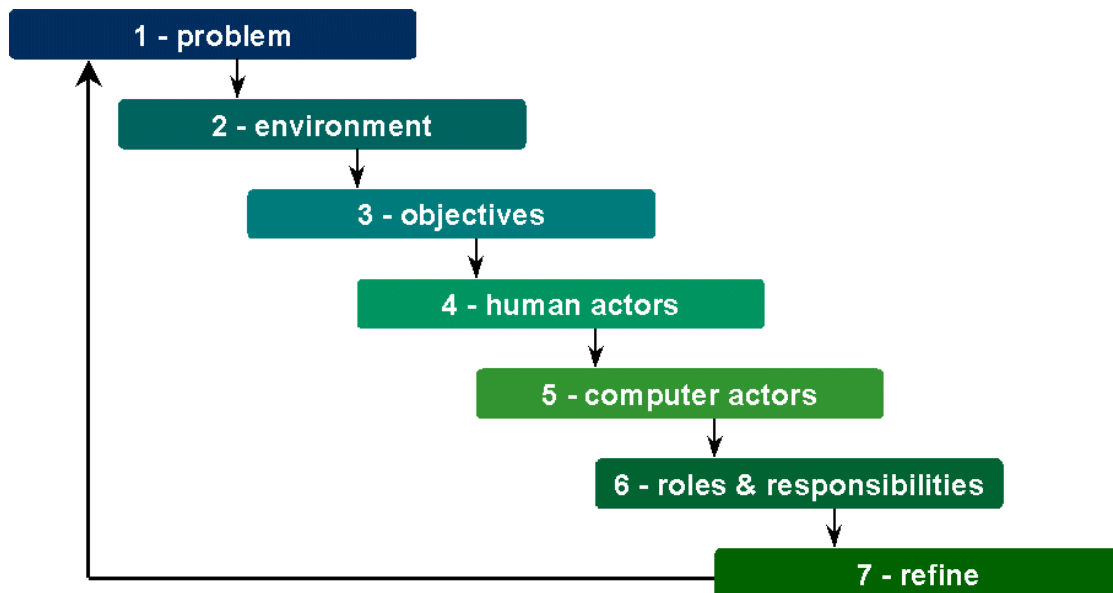 1 - problem
2 - environment
3 - objectives
4 - human actors
5 - computer actors
6 - roles & responsibilities
7 - refine